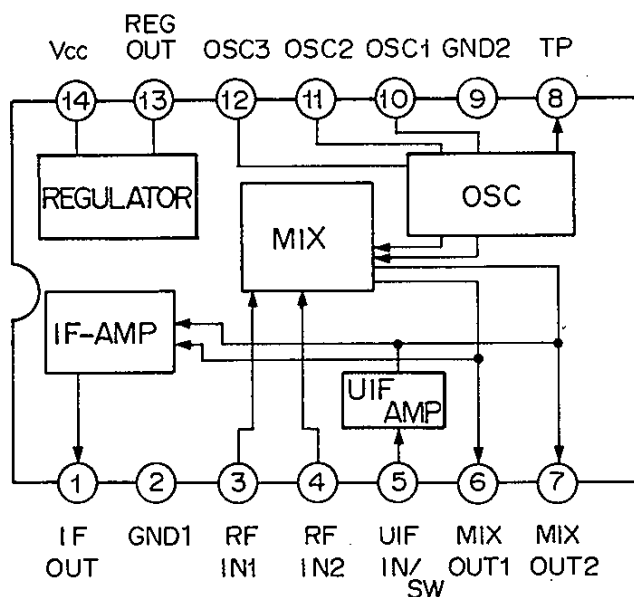 REG
Vcc OUT OSC3 OSC2 OSC1 GND2 TP
14 13 12 11 10 9 8
REGULATOR
OSC
MIX
IF-AMP
UIF
AMP
1 2 3 4 5 6 7
IF GND1 RF RF UIF MIX MIX
OUT IN1 IN2 IN/ OUT1 OUT2
SW